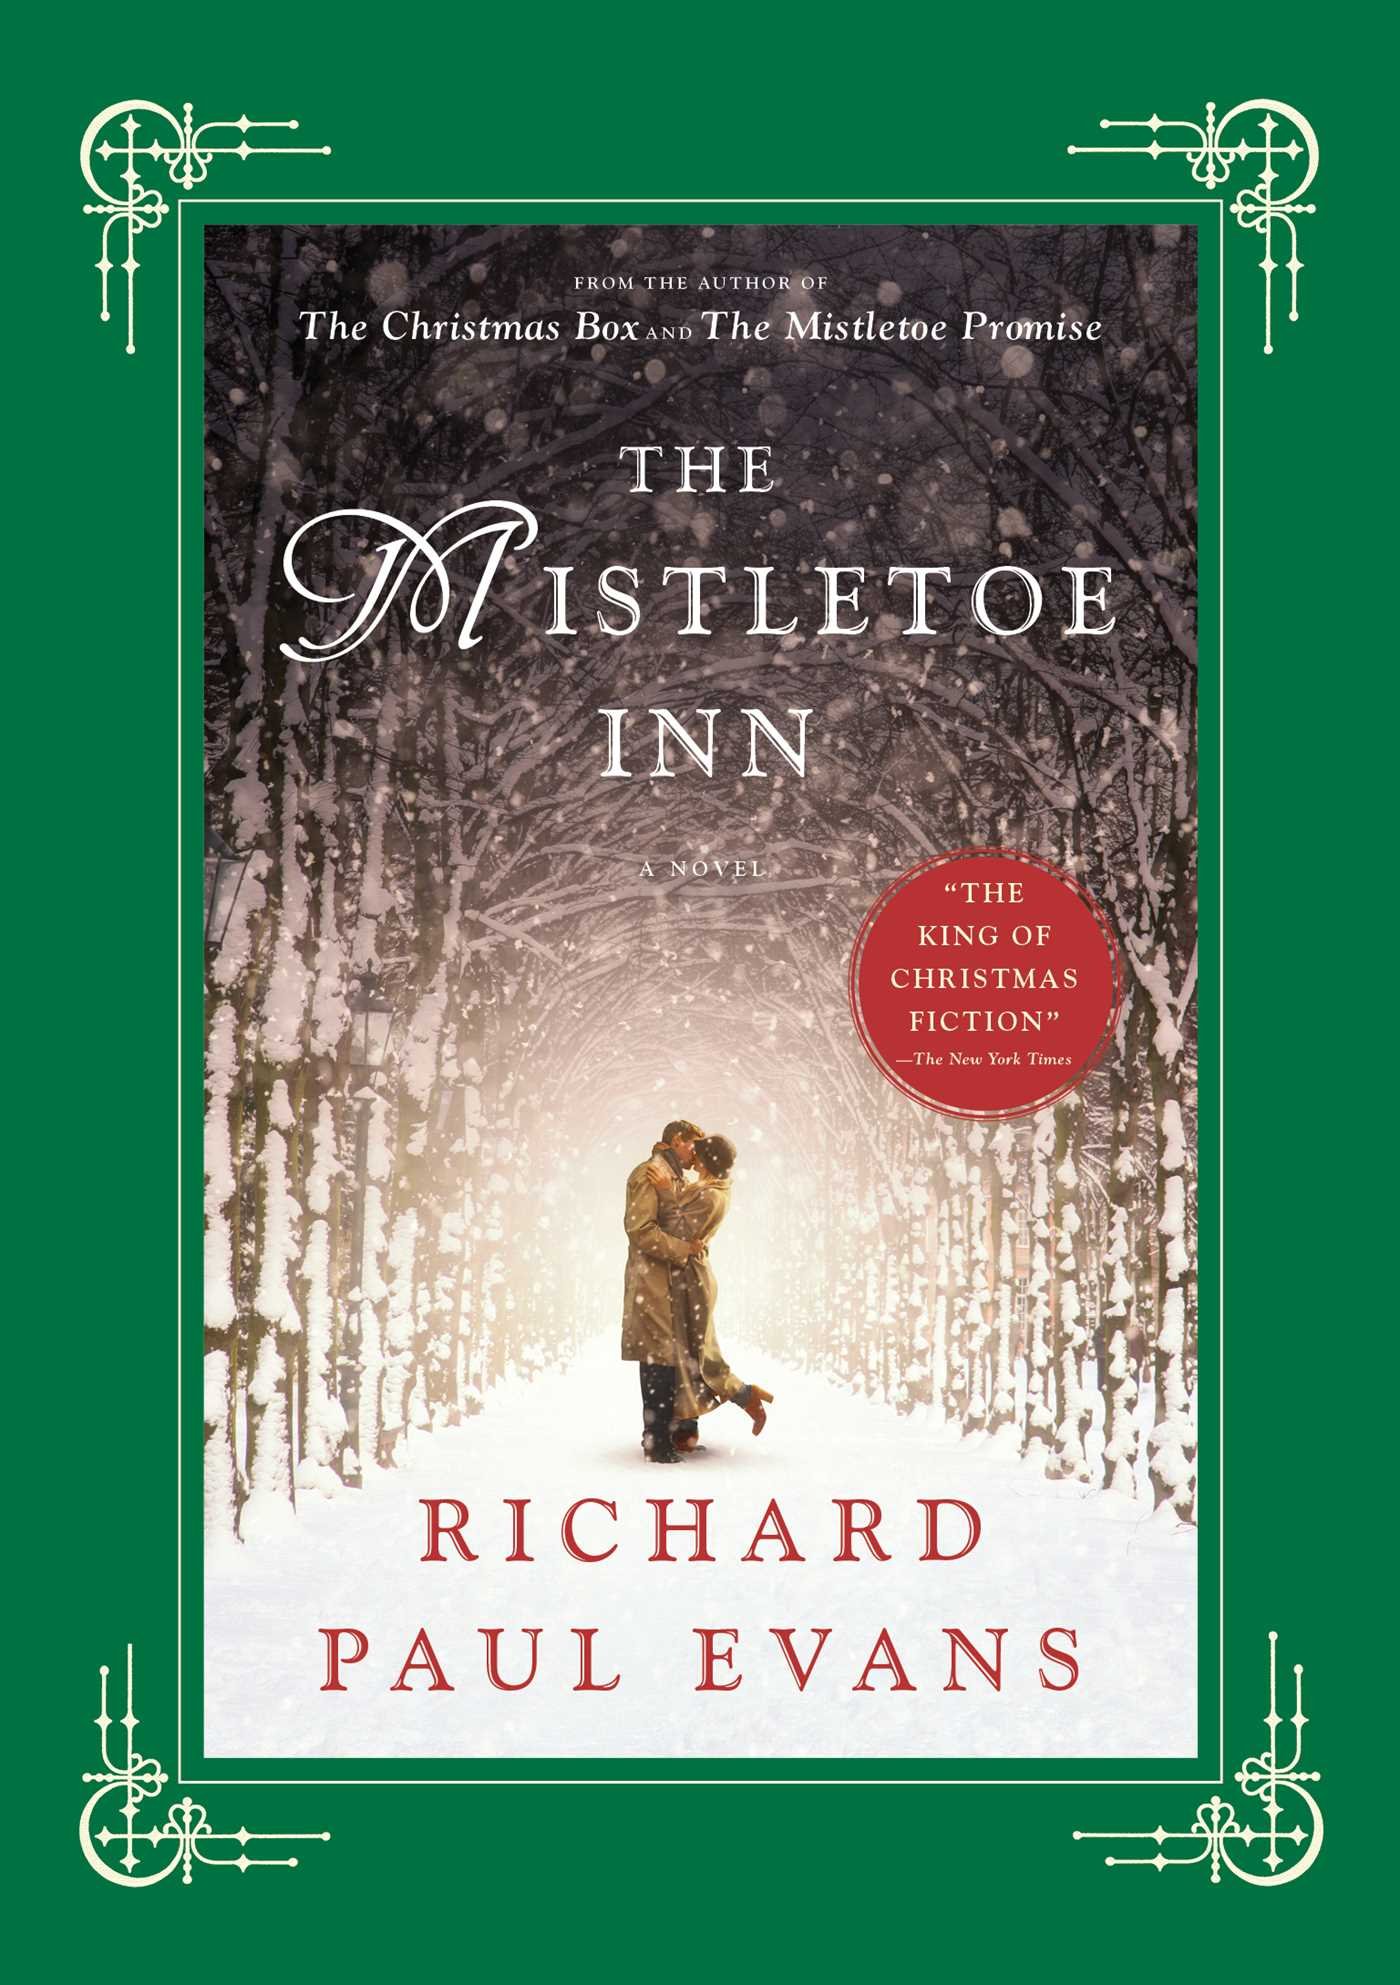 FROM THE AUTHOR OF
The Christmas Box AND The Mistletoe Promise
THE
MISTLETOE
INN
A NOVEL
“THE
KING OF
CHRISTMAS
FICTION”
—The New York Times
RICHARD
PAUL EVANS